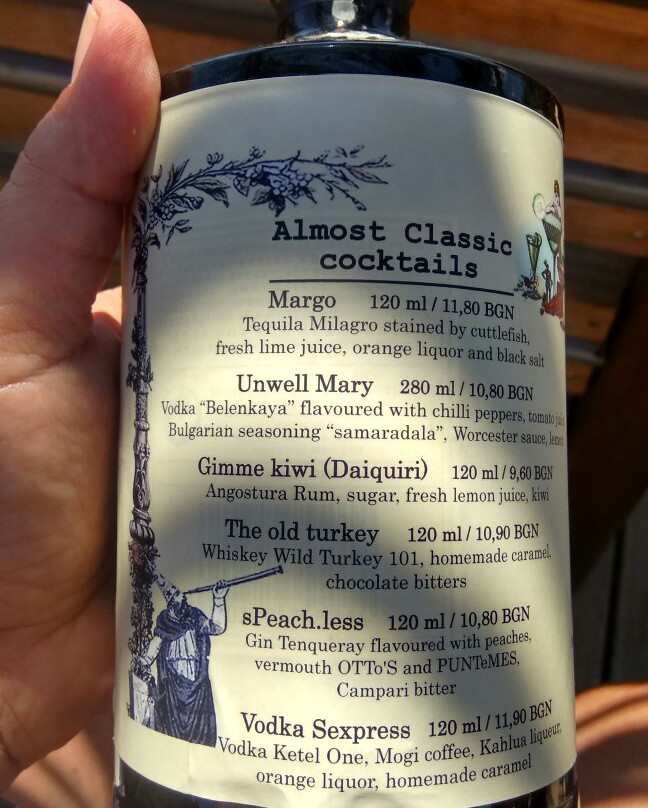 Almost Classic
cocktails
Margo 120 ml / 11,80 BGN
Tequila Milagro stained by cuttlefish,
fresh lime juice, orange liquor and black salt
Unwell Mary 280 ml / 10,80 BGN
Vodka "Belenkaya" flavoured with chilli peppers, tomato
Bulgarian seasoning "samaradala", Worcester sauce,
Gimme kiwi (Daiquiri) 120 ml / 9,60 BGN
Angostura Rum, sugar, fresh lemon juice, kiwi
The old turkey 120 ml / 10,90 BGN
Whiskey Wild Turkey 101, homemade caramel,
chocolate bitters
sPeach.less 120 ml / 10,80 BGN
Gin Tenqueray flavoured with peaches,
vermouth OTTo'S and PUNTeMES,
Campari bitter
Vodka Sexpress 120 ml / 11,90 BGN
Vodka Ketel One, Mogi coffee, Kahlua liqueur,
orange liquor, homemade caramel